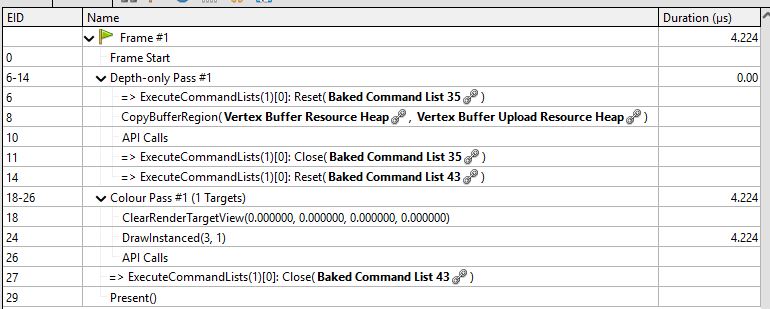 EID Name Duration (µs)
Frame #1 4.224
0 Frame Start
6-14 Depth-only Pass #1 0.00
6 => ExecuteCommandLists(1)[0]: Reset( Baked Command List 35 )
8 CopyBufferRegion( Vertex Buffer Resource Heap , Vertex Buffer Upload Resource Heap )
10 API Calls
11 => ExecuteCommandLists(1)[0]: Close( Baked Command List 35 )
14 => ExecuteCommandLists(1)[0]: Reset( Baked Command List 43 )
18-26 Colour Pass #1 (1 Targets) 4.224
18 ClearRenderTargetView(0.000000, 0.000000, 0.000000, 0.000000)
24 DrawInstanced(3, 1) 4.224
26 API Calls
27 => ExecuteCommandLists(1)[0]: Close( Baked Command List 43 )
29 Present()